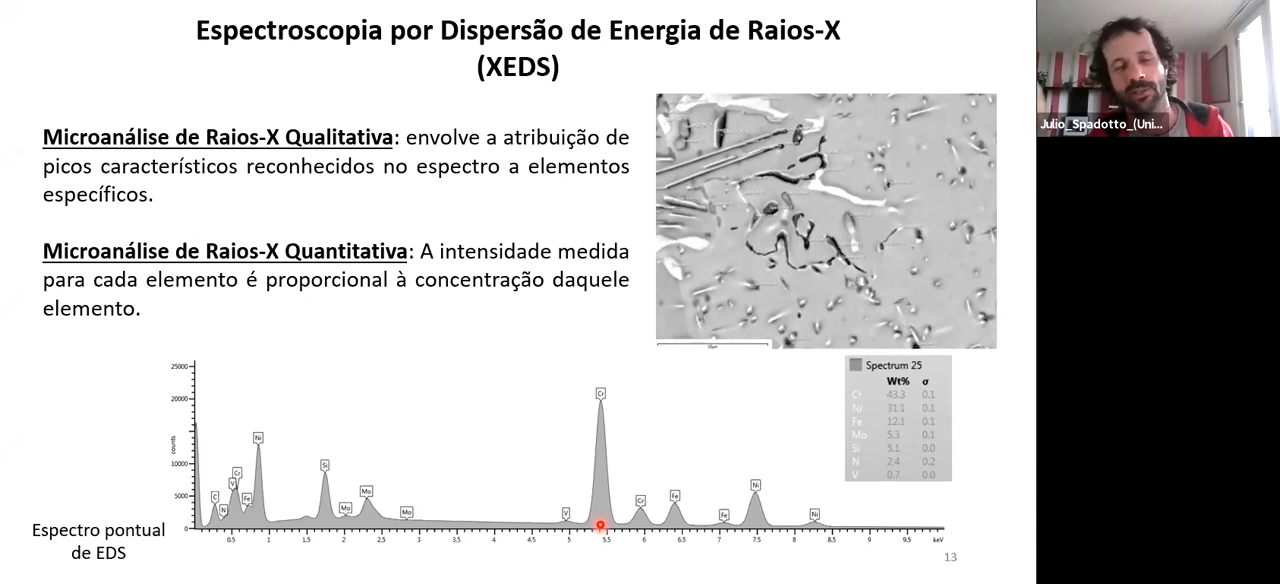 Espectroscopia por Dispersão de Energia de Raios-X
(XEDS)
Microanálise de Raios-X Qualitativa: envolve a atribuição de
picos característicos reconhecidos no espectro a elementos
específicos.
Microanálise de Raios-X Quantitativa: A intensidade medida
para cada elemento é proporcional à concentração daquele
elemento.
Julio_Spadotto_(Uni...
10µm
Spectrum 25
Wt% σ
Cr 43.3 0.1
Ni 31.1 0.1
Fe 12.1 0.1
Mo 5.3 0.1
Si 5.1 0.0
N 2.4 0.2
V 0.7 0.0
25000
20000
counts
10000
5000
0
C
N
V
Cr
Fe
Ni
Si
Mo
Mo
Mo
V
Cr
Cr
Fe
Fe
Ni
Ni
0.5 1 1.5 2 2.5 3 3.5 4 4.5 5 5.5 6 6.5 7 7.5 8 8.5 9 9.5 keV
Espectro pontual
de EDS
13